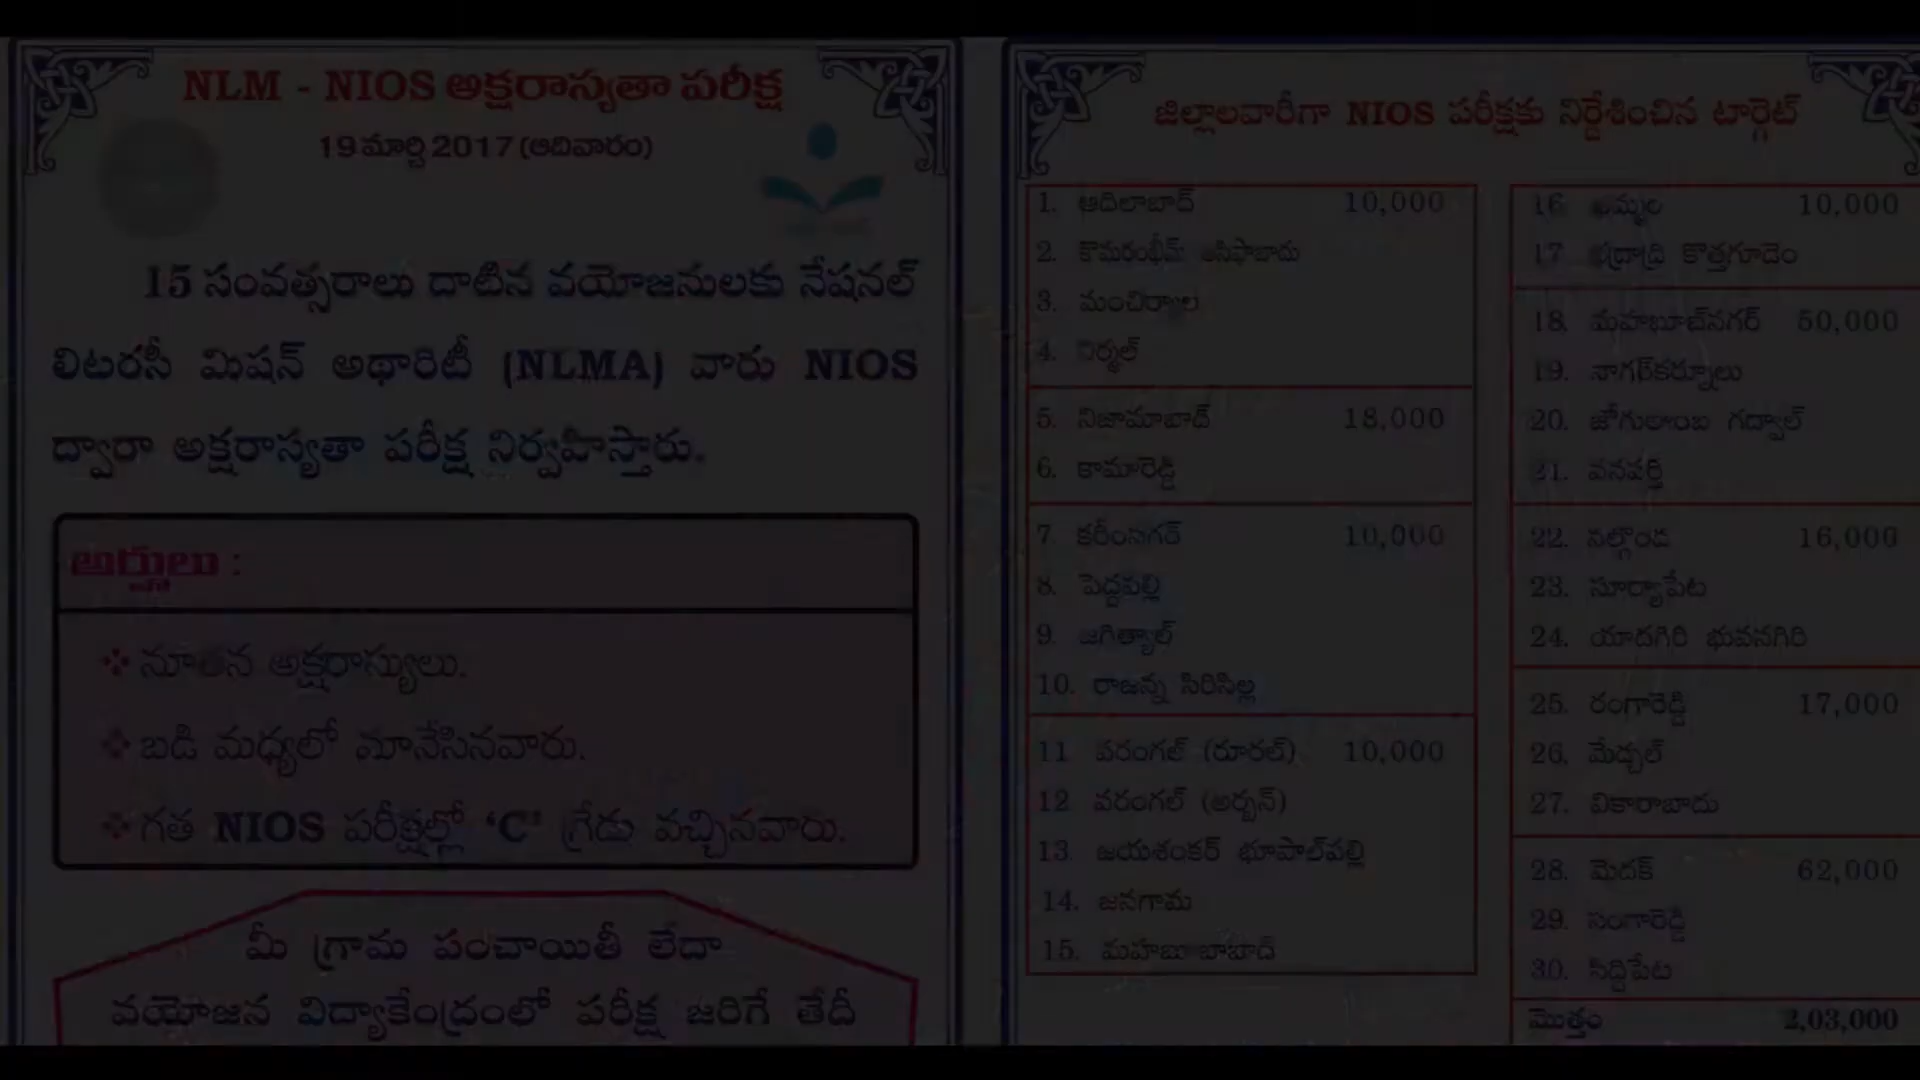 NLM - NIOS అక్షరాస్యతా పరీక్ష
19 మార్చి 2017 (ఆదివారం)
15 సంవత్సరాలు దాటిన వయోజనులకు నేషనల్
లిటరసీ మిషన్ అథారిటీ (NLMA) వారు NIOS
ద్వారా అక్షరాస్యతా పరీక్ష నిర్వహిస్తారు.
అర్హులు :
❖ నూతన అక్షరాస్యులు.
❖ బడి మధ్యలో మానేసినవారు.
❖ గత NIOS పరీక్షల్లో ‘C’ గ్రేడు వచ్చినవారు.
మీ గ్రామ పంచాయితీ లేదా
వయోజన విద్యాకేంద్రంలో పరీక్ష జరిగే తేదీ
జిల్లాలవారీగా NIOS పరీక్షకు నిర్దేశించిన టార్గెట్
1. ఆదిలాబాద్ 10,000
2. కొమరంభీమ్ ఆసిఫాబాదు
3. మంచిర్యాల
4. నిర్మల్
5. నిజామాబాద్ 18,000
6. కామారెడ్డి
7. కరీంనగర్ 10,000
8. పెద్దపల్లి
9. జగిత్యాల్
10. రాజన్న సిరిసిల్ల
11 వరంగల్ (రూరల్) 10,000
12 వరంగల్ (అర్బన్)
13. జయశంకర్ భూపాల్‌పల్లి
14. జనగామ
15. మహబూబాబాద్
16. ఖమ్మం 10,000
17. భద్రాద్రి కొత్తగూడెం
18. మహబూబ్‌నగర్ 50,000
19. నాగర్‌కర్నూలు
20. జోగులాంబ గద్వాల్
21. వనపర్తి
22. నల్గొండ 16,000
23. సూర్యాపేట
24. యాదగిరి భువనగిరి
25. రంగారెడ్డి 17,000
26. మేడ్చల్
27. వికారాబాదు
28. మెదక్ 62,000
29. సంగారెడ్డి
30. సిద్దిపేట
మొత్తం 2,03,000